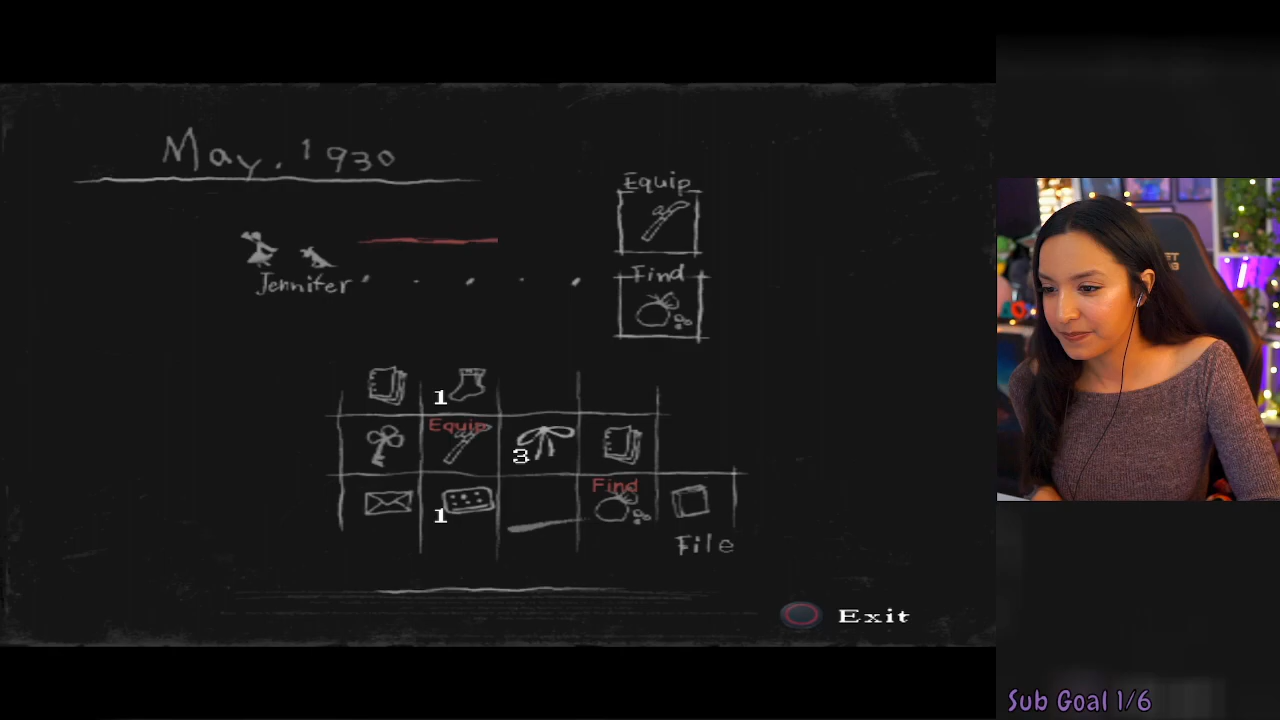 May. 1930
Equip
Find
Jennifer
1
Equip
3
Find
1
File
Exit
Sub Goal 1/6